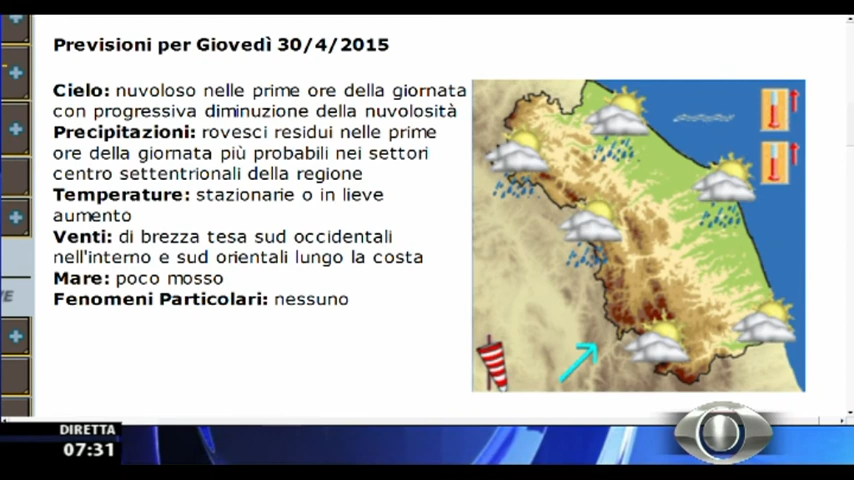 Previsioni per Giovedì 30/4/2015
Cielo: nuvoloso nelle prime ore della giornata
con progressiva diminuzione della nuvolosità
Precipitazioni: rovesci residui nelle prime
ore della giornata più probabili nei settori
centro settentrionali della regione
Temperature: stazionarie o in lieve
aumento
Venti: di brezza tesa sud occidentali
nell'interno e sud orientali lungo la costa
Mare: poco mosso
Fenomeni Particolari: nessuno
DIRETTA
07:31